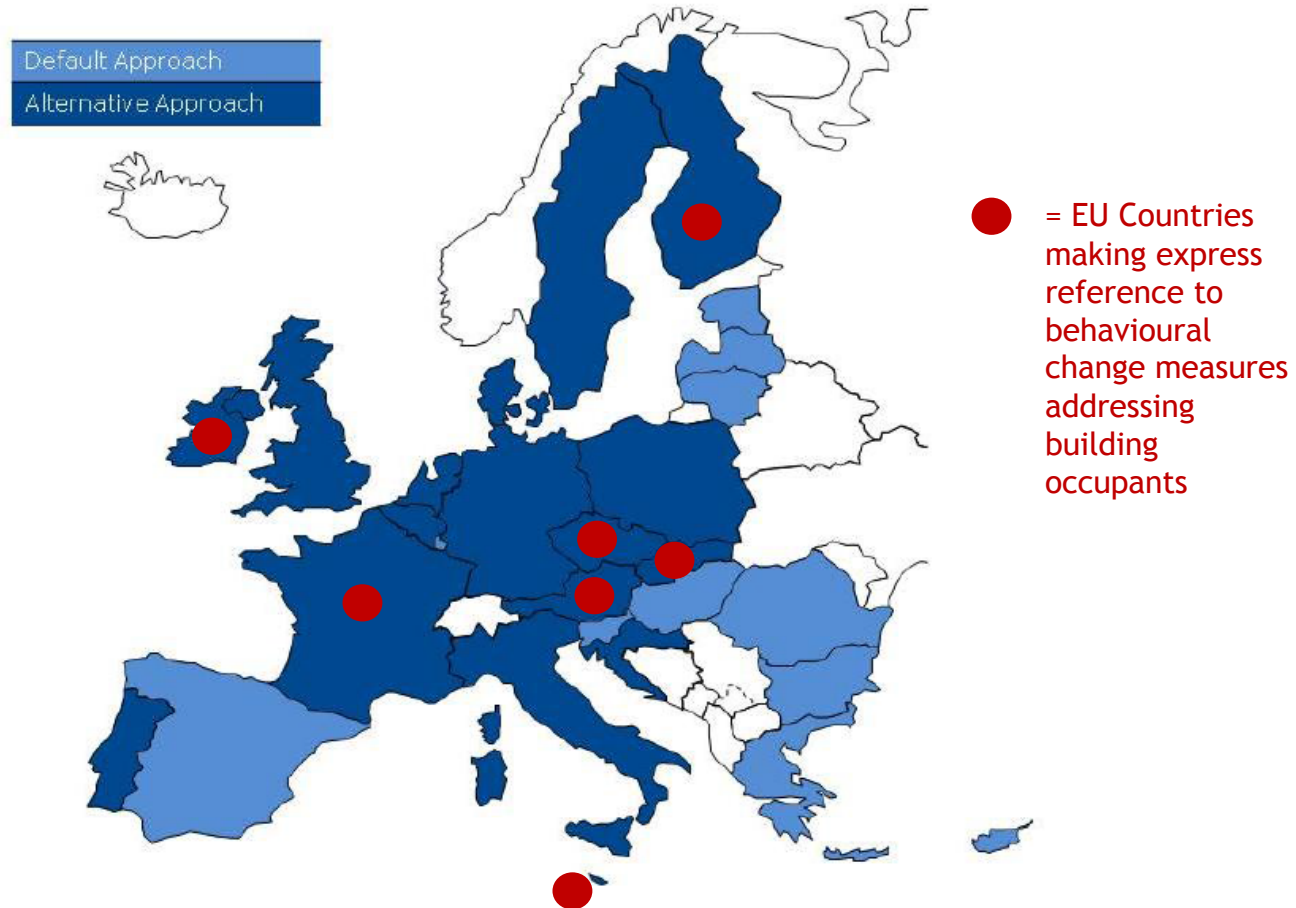 Default Approach
Alternative Approach
= EU Countries
making express
reference to
behavioural
change measures
addressing
building
occupants